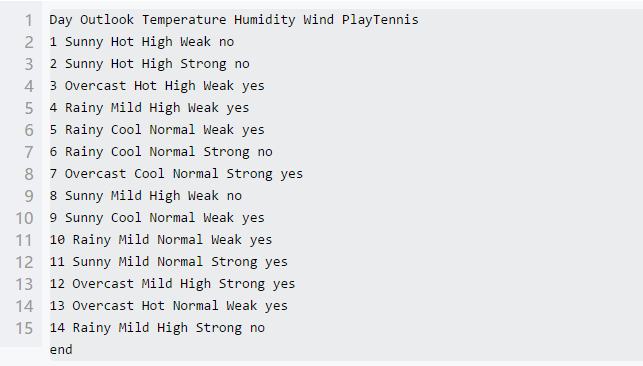 1 Day Outlook Temperature Humidity Wind PlayTennis
2 1 Sunny Hot High Weak no
3 2 Sunny Hot High Strong no
4 3 Overcast Hot High Weak yes
5 4 Rainy Mild High Weak yes
6 5 Rainy Cool Normal Weak yes
7 6 Rainy Cool Normal Strong no
8 7 Overcast Cool Normal Strong yes
9 8 Sunny Mild High Weak no
10 9 Sunny Cool Normal Weak yes
11 10 Rainy Mild Normal Weak yes
12 11 Sunny Mild Normal Strong yes
13 12 Overcast Mild High Strong yes
14 13 Overcast Hot Normal Weak yes
15 14 Rainy Mild High Strong no
end